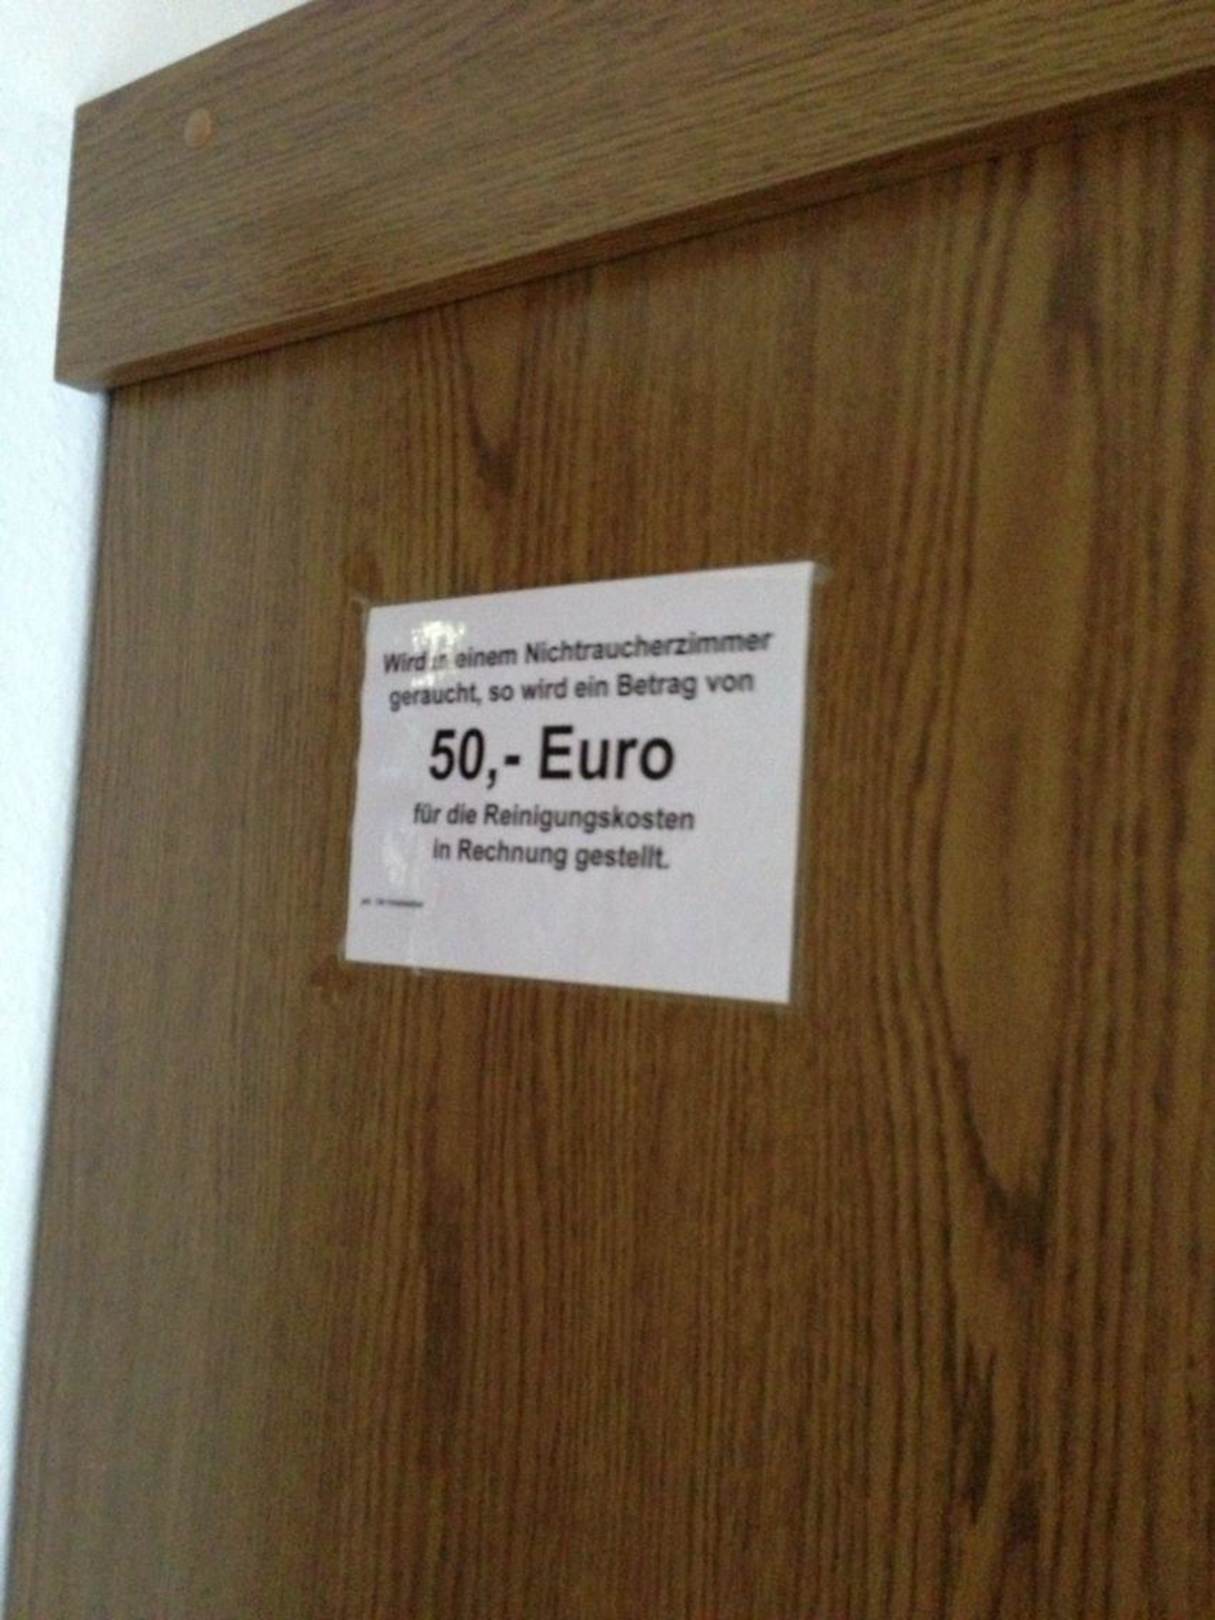 Wird in einem Nichtraucherzimmer
geraucht, so wird ein Betrag von
50,- Euro
für die Reinigungskosten
in Rechnung gestellt.